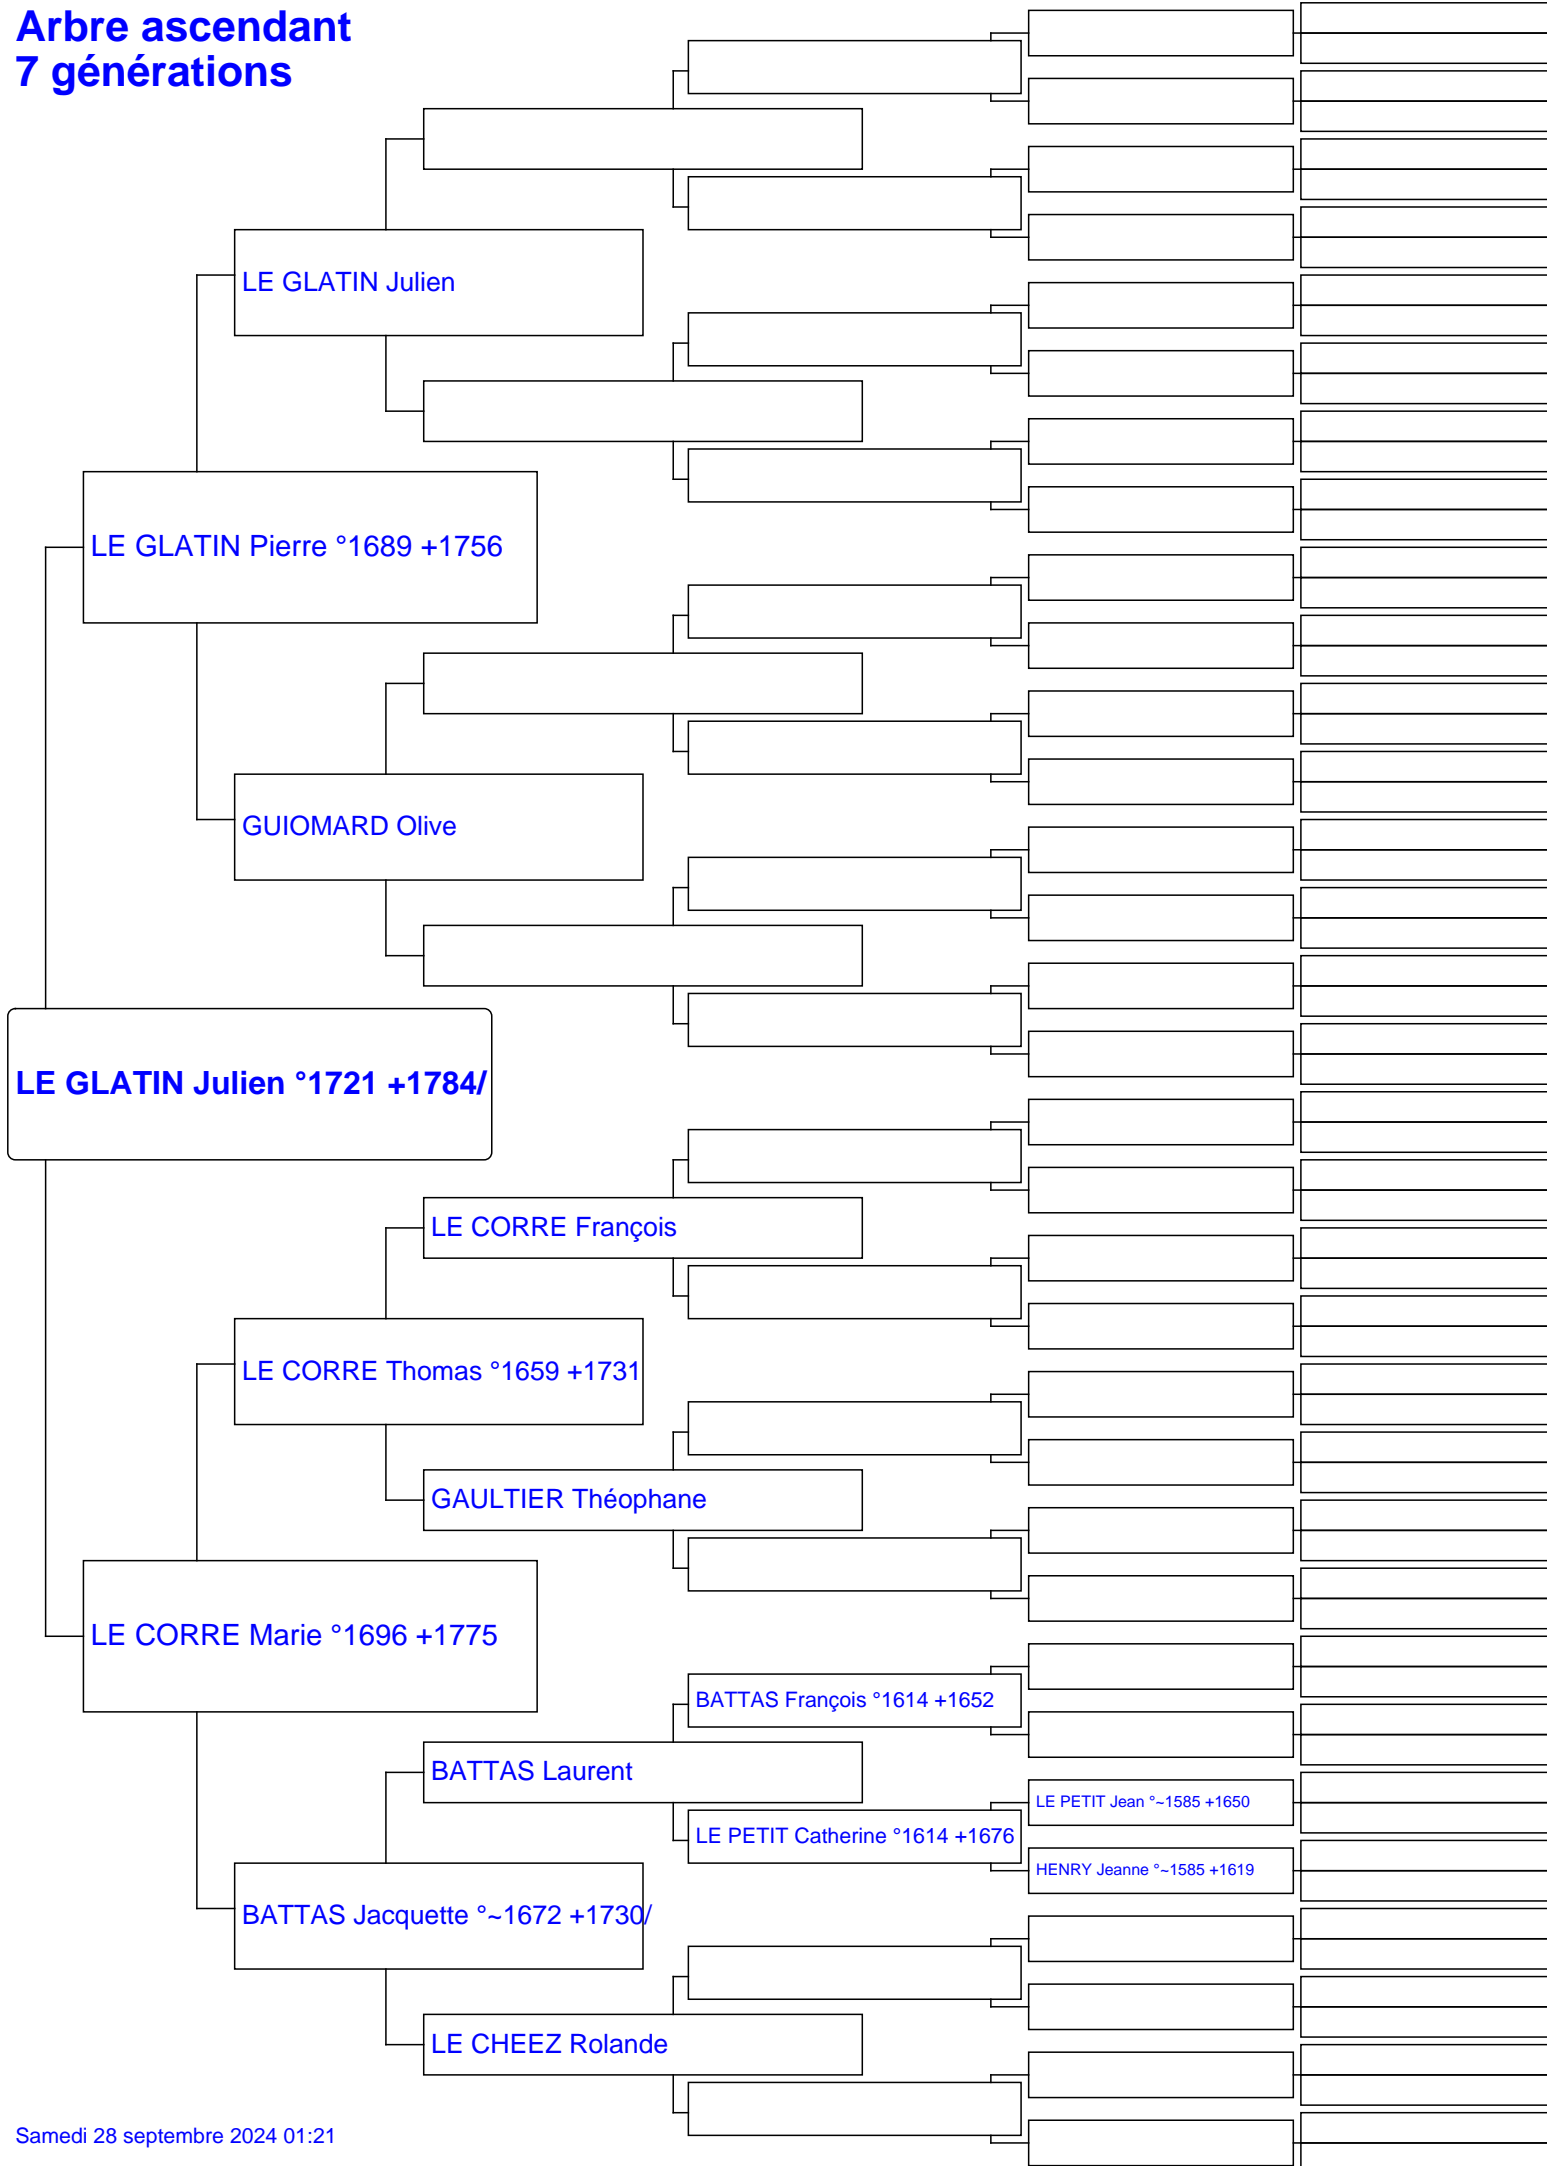 Arbre ascendant
7 générations
LE GLATIN Julien
LE GLATIN Pierre °1689 +1756
GUIOMARD Olive
LE GLATIN Julien °1721 +1784/
LE CORRE François
LE CORRE Thomas °1659 +1731
GAULTIER Théophane
LE CORRE Marie °1696 +1775
BATTAS François °1614 +1652
BATTAS Laurent
LE PETIT Jean °~1585 +1650
LE PETIT Catherine °1614 +1676
HENRY Jeanne °~1585 +1619
BATTAS Jacquette °~1672 +1730/
LE CHEEZ Rolande
Samedi 28 septembre 2024 01:21